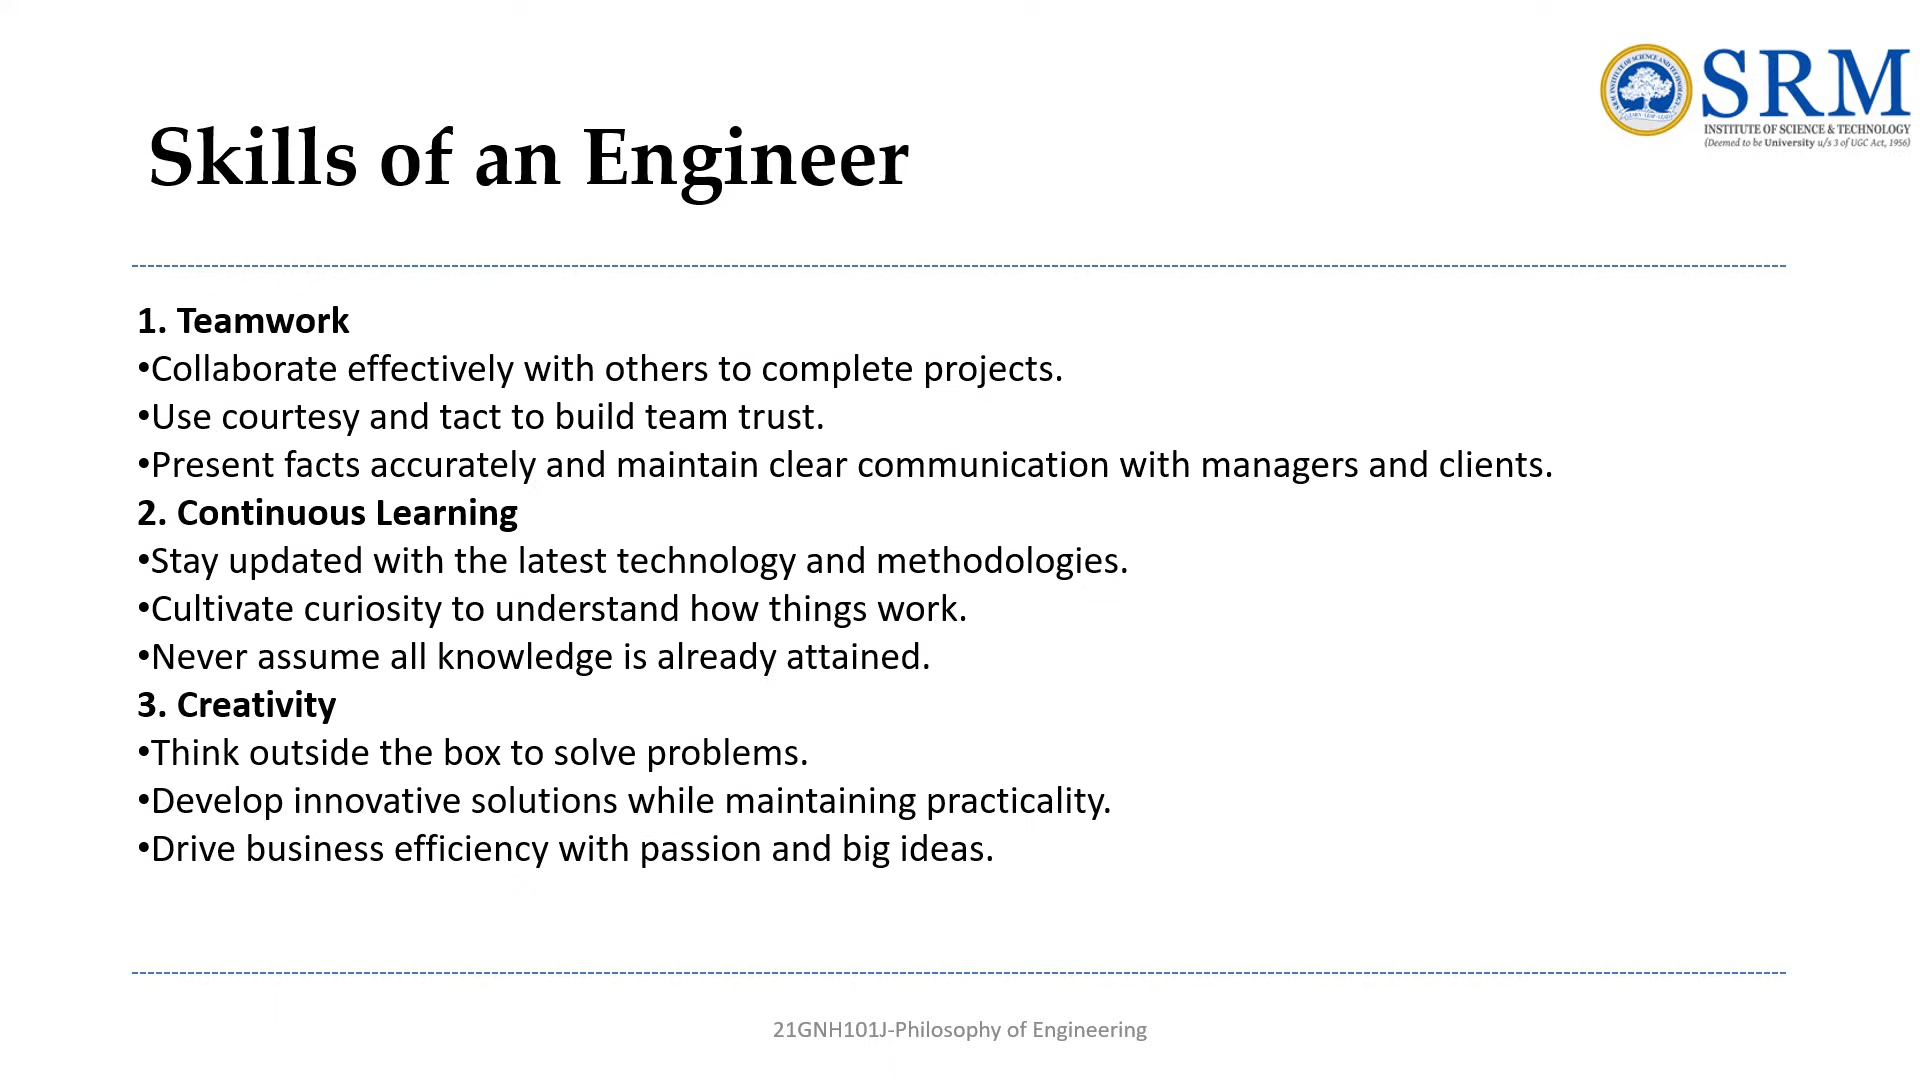 SRM
INSTITUTE OF SCIENCE & TECHNOLOGY
(Deemed to be University u/s 3 of UGC Act, 1956)
Skills of an Engineer
1. Teamwork
•Collaborate effectively with others to complete projects.
•Use courtesy and tact to build team trust.
•Present facts accurately and maintain clear communication with managers and clients.
2. Continuous Learning
•Stay updated with the latest technology and methodologies.
•Cultivate curiosity to understand how things work.
•Never assume all knowledge is already attained.
3. Creativity
•Think outside the box to solve problems.
•Develop innovative solutions while maintaining practicality.
•Drive business efficiency with passion and big ideas.
21GNH101J-Philosophy of Engineering